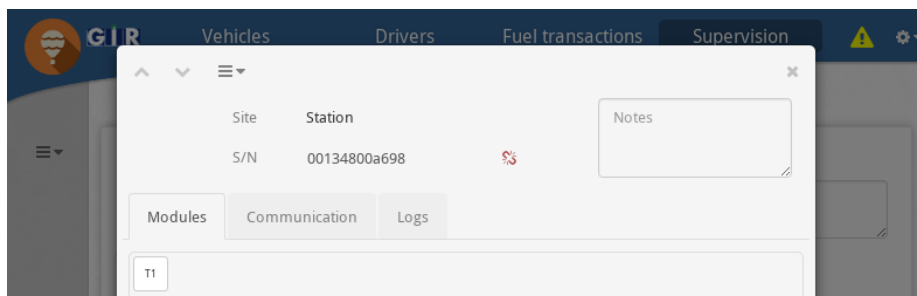 GIR Vehicles Drivers Fuel transactions Supervision
Site Station Notes
S/N 00134800a698
Modules Communication Logs
T1